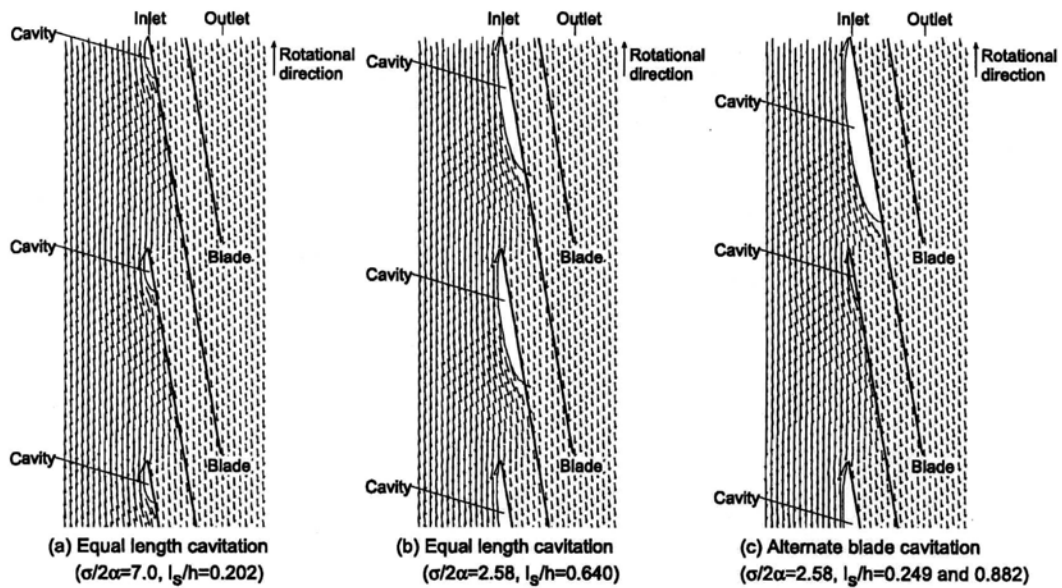 Inlet Outlet
Cavity
Rotational
direction
Cavity
Blade
Cavity
Blade
(a) Equal length cavitation
(σ/2α=7.0, lₛ/h=0.202)
Inlet Outlet
Cavity
Rotational
direction
Cavity
Blade
Cavity
Blade
(b) Equal length cavitation
(σ/2α=2.58, lₛ/h=0.640)
Inlet Outlet
Cavity
Rotational
direction
Cavity
Blade
Cavity
Blade
(c) Alternate blade cavitation
(σ/2α=2.58, lₛ/h=0.249 and 0.882)